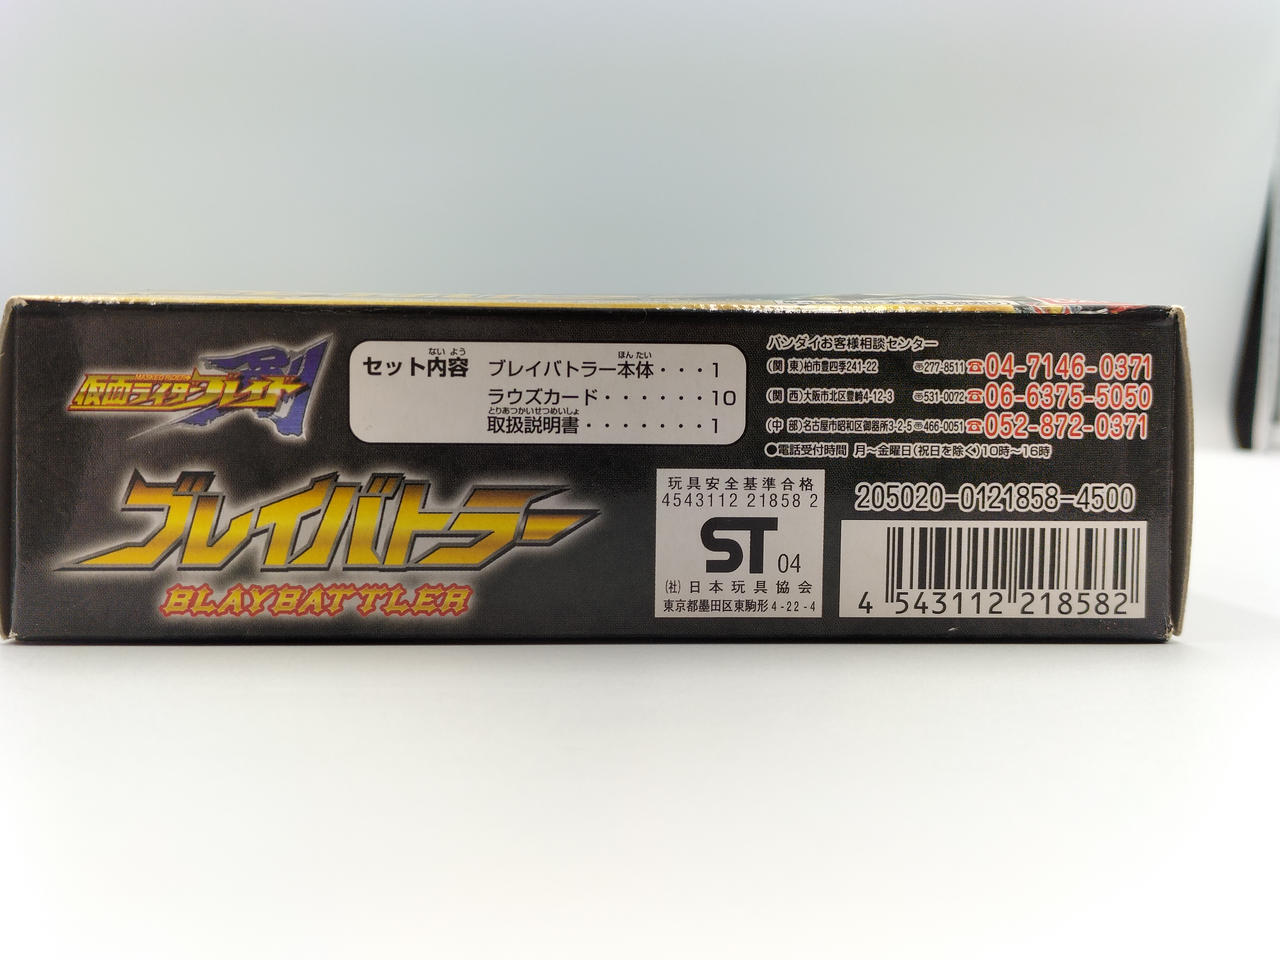 MASKED RIDER
仮面ライダーブレイド
剣
セット内容
ないよう
ブレイバトラー本体・・・1
ほんたい
ラウズカード・・・・・・10
とりあつかいせつめいしょ
取扱説明書・・・・・・・1
バンダイお客様相談センター
(関 東)柏市豊四季241-22 〒277-8511☎04-7146-0371
(関 西)大阪市北区豊崎4-12-3 〒531-0072☎06-6375-5050
(中 部)名古屋市昭和区御器所3-2-5〒466-0051☎052-872-0371
●電話受付時間 月〜金曜日(祝日を除く)10時〜16時
ブレイバトラー
BLAYBATTLER
玩具安全基準合格
4543112 21858 2
ST 04
(社)日本玩具協会
東京都墨田区東駒形4-22-4
205020-0121858-4500
4 543112 218582